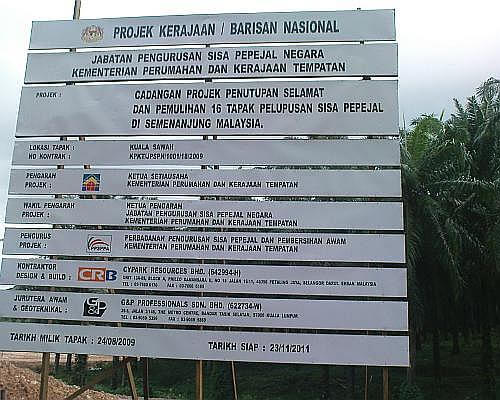 PROJEK KERAJAAN / BARISAN NASIONAL
JABATAN PENGURUSAN SISA PEPEJAL NEGARA
KEMENTERIAN PERUMAHAN DAN KERAJAAN TEMPATAN
PROJEK : CADANGAN PROJEK PENUTUPAN SELAMAT
DAN PEMULIHAN 16 TAPAK PELUPUSAN SISA PEPEJAL
DI SEMENANJUNG MALAYSIA.
LOKASI TAPAK : KUALA SAWAH
NO KONTRAK :
PENGARAH PROJEK : KETUA SETIAUSAHA
KEMENTERIAN PERUMAHAN DAN KERAJAAN TEMPATAN
WAKIL PENGARAH PROJEK : KETUA PENGARAH
JABATAN PENGURUSAN SISA PEPEJAL NEGARA
KEMENTERIAN PERUMAHAN DAN KERAJAAN TEMPATAN
PENGURUS PROJEK : PERBADANAN PENGURUSAN SISA PEPEJAL DAN PEMBERSIHAN AWAM
KEMENTERIAN PERUMAHAN DAN KERAJAAN TEMPATAN
KONTRAKTOR DESIGN & BUILD : CRB CYPARK RESOURCES BHD. (642994-H)
JURUTERA AWAM & GEOTEKNIKAL : G&P G&P PROFESSIONALS SDN. BHD. (622734-W)
TARIKH MILIK TAPAK : 24/08/2009 TARIKH SIAP : 23/11/2011